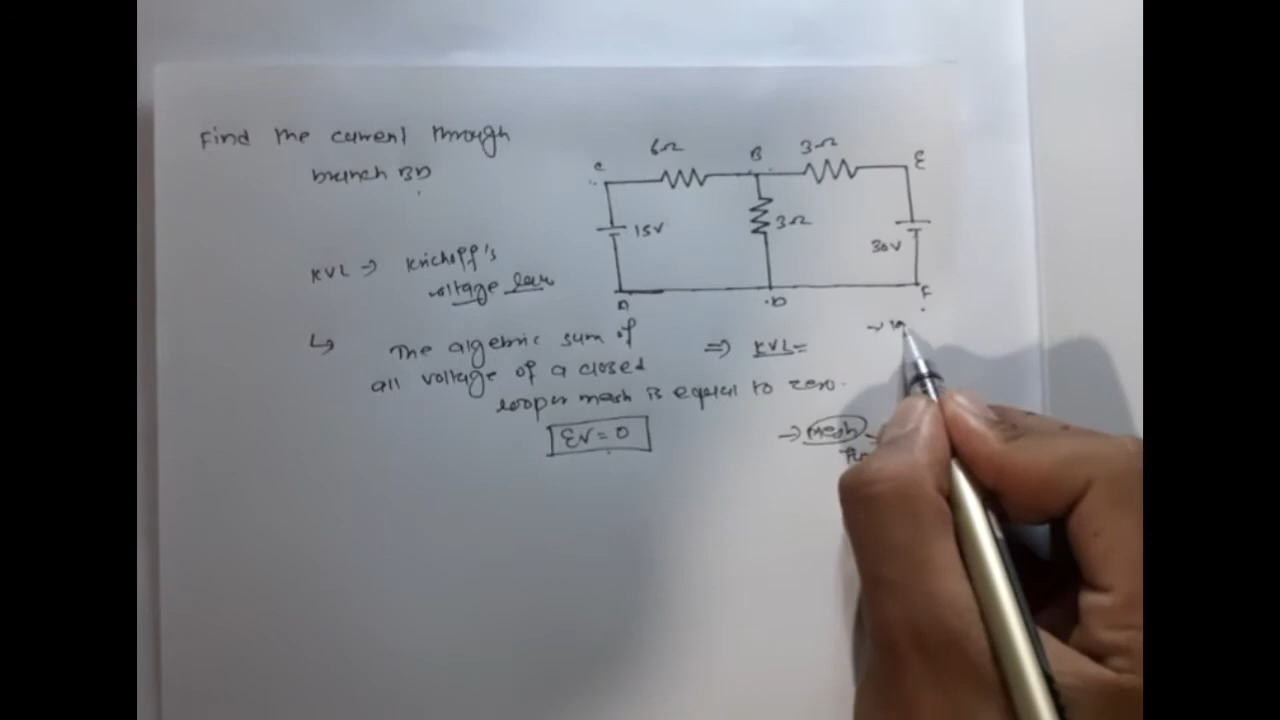 Find the current through
branch BD
6Ω
3Ω
C
B
E
15V
3Ω
30V
A
D
F
KVL → Krichoff's
voltage law
↳ The algebric sum of
all voltage of a closed
loop or mesh is equal to zero.
ΣV = 0
⇒ KVL =
→ Mesh →